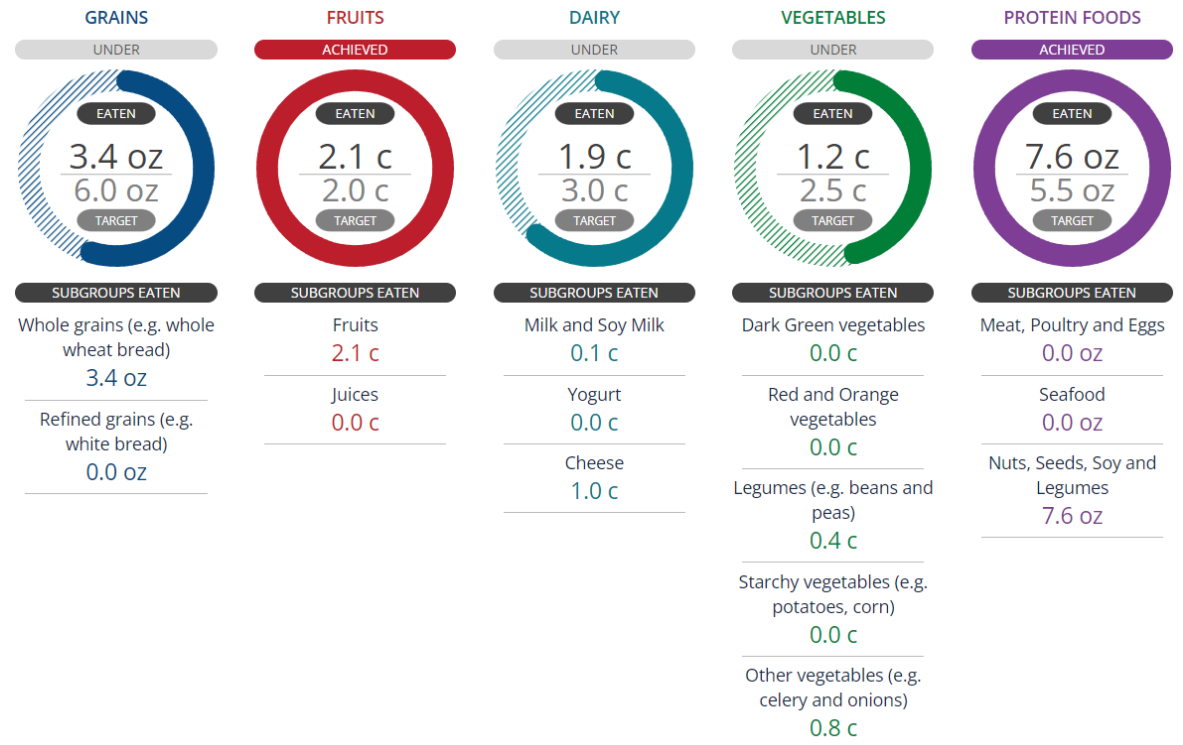 GRAINS
UNDER
EATEN
3.4 oz
6.0 oz
TARGET
SUBGROUPS EATEN
Whole grains (e.g. whole
wheat bread)
3.4 oz
Refined grains (e.g.
white bread)
0.0 oz
FRUITS
ACHIEVED
EATEN
2.1 c
2.0 c
TARGET
SUBGROUPS EATEN
Fruits
2.1 c
Juices
0.0 c
DAIRY
UNDER
EATEN
1.9 c
3.0 c
TARGET
SUBGROUPS EATEN
Milk and Soy Milk
0.1 c
Yogurt
0.0 c
Cheese
1.0 c
VEGETABLES
UNDER
EATEN
1.2 c
2.5 c
TARGET
SUBGROUPS EATEN
Dark Green vegetables
0.0 c
Red and Orange
vegetables
0.0 c
Legumes (e.g. beans and
peas)
0.4 c
Starchy vegetables (e.g.
potatoes, corn)
0.0 c
Other vegetables (e.g.
celery and onions)
0.8 c
PROTEIN FOODS
ACHIEVED
EATEN
7.6 oz
5.5 oz
TARGET
SUBGROUPS EATEN
Meat, Poultry and Eggs
0.0 oz
Seafood
0.0 oz
Nuts, Seeds, Soy and
Legumes
7.6 oz